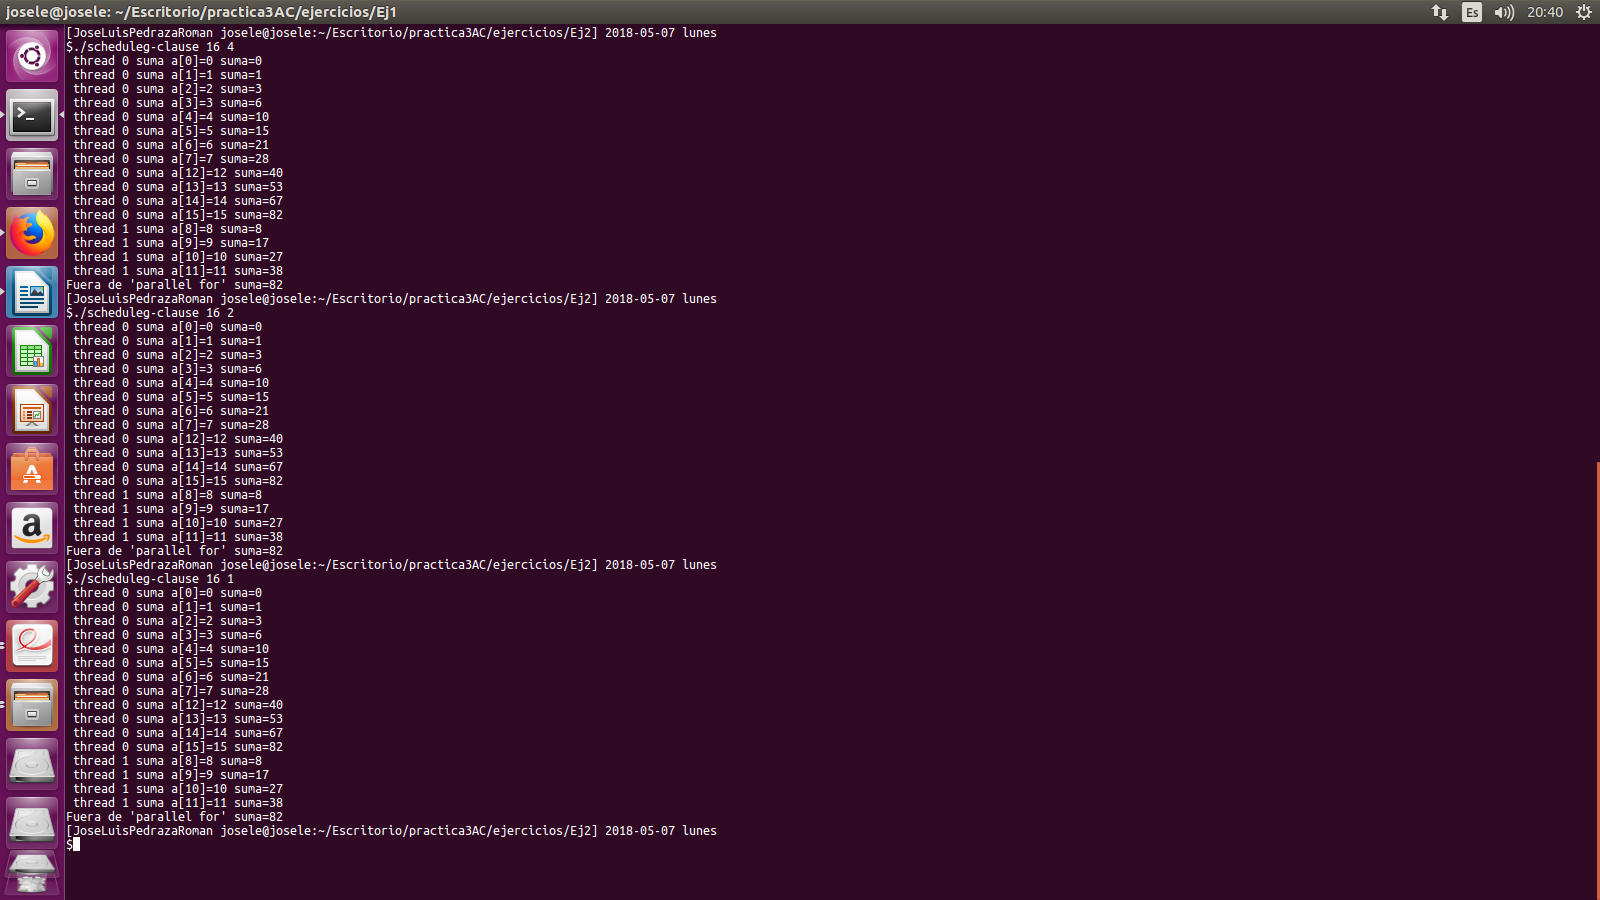 josele@josele: ~/Escritorio/practica3AC/ejercicios/Ej1
Es
20:40
[JoseLuisPedrazaRoman josele@josele:~/Escritorio/practica3AC/ejercicios/Ej2] 2018-05-07 lunes
$./scheduleg-clause 16 4
thread 0 suma a[0]=0 suma=0
thread 0 suma a[1]=1 suma=1
thread 0 suma a[2]=2 suma=3
thread 0 suma a[3]=3 suma=6
thread 0 suma a[4]=4 suma=10
thread 0 suma a[5]=5 suma=15
thread 0 suma a[6]=6 suma=21
thread 0 suma a[7]=7 suma=28
thread 0 suma a[12]=12 suma=40
thread 0 suma a[13]=13 suma=53
thread 0 suma a[14]=14 suma=67
thread 0 suma a[15]=15 suma=82
thread 1 suma a[8]=8 suma=8
thread 1 suma a[9]=9 suma=17
thread 1 suma a[10]=10 suma=27
thread 1 suma a[11]=11 suma=38
Fuera de 'parallel for' suma=82
[JoseLuisPedrazaRoman josele@josele:~/Escritorio/practica3AC/ejercicios/Ej2] 2018-05-07 lunes
$./scheduleg-clause 16 2
thread 0 suma a[0]=0 suma=0
thread 0 suma a[1]=1 suma=1
thread 0 suma a[2]=2 suma=3
thread 0 suma a[3]=3 suma=6
thread 0 suma a[4]=4 suma=10
thread 0 suma a[5]=5 suma=15
thread 0 suma a[6]=6 suma=21
thread 0 suma a[7]=7 suma=28
thread 0 suma a[12]=12 suma=40
thread 0 suma a[13]=13 suma=53
thread 0 suma a[14]=14 suma=67
thread 0 suma a[15]=15 suma=82
thread 1 suma a[8]=8 suma=8
thread 1 suma a[9]=9 suma=17
thread 1 suma a[10]=10 suma=27
thread 1 suma a[11]=11 suma=38
Fuera de 'parallel for' suma=82
[JoseLuisPedrazaRoman josele@josele:~/Escritorio/practica3AC/ejercicios/Ej2] 2018-05-07 lunes
$./scheduleg-clause 16 1
thread 0 suma a[0]=0 suma=0
thread 0 suma a[1]=1 suma=1
thread 0 suma a[2]=2 suma=3
thread 0 suma a[3]=3 suma=6
thread 0 suma a[4]=4 suma=10
thread 0 suma a[5]=5 suma=15
thread 0 suma a[6]=6 suma=21
thread 0 suma a[7]=7 suma=28
thread 0 suma a[12]=12 suma=40
thread 0 suma a[13]=13 suma=53
thread 0 suma a[14]=14 suma=67
thread 0 suma a[15]=15 suma=82
thread 1 suma a[8]=8 suma=8
thread 1 suma a[9]=9 suma=17
thread 1 suma a[10]=10 suma=27
thread 1 suma a[11]=11 suma=38
Fuera de 'parallel for' suma=82
[JoseLuisPedrazaRoman josele@josele:~/Escritorio/practica3AC/ejercicios/Ej2] 2018-05-07 lunes
$